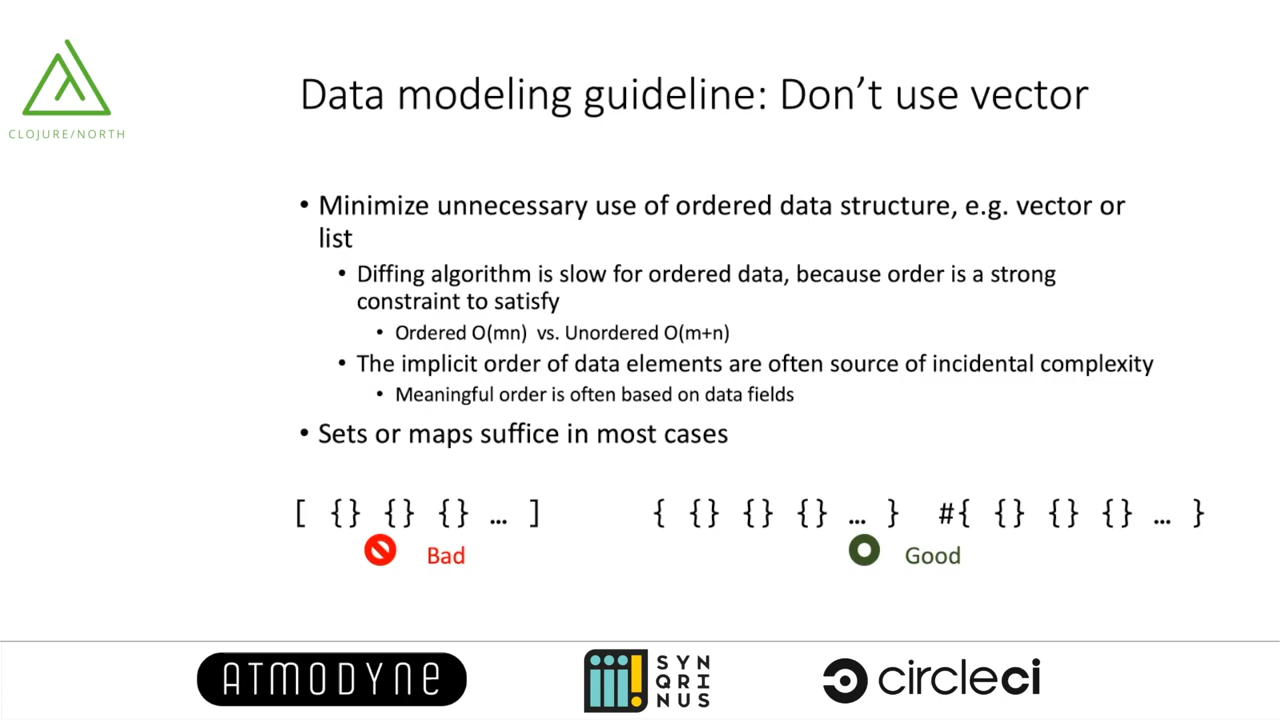 CLOJURE/NORTH
Data modeling guideline: Don’t use vector
• Minimize unnecessary use of ordered data structure, e.g. vector or
list
• Diffing algorithm is slow for ordered data, because order is a strong
constraint to satisfy
• Ordered O(mn)  vs. Unordered O(m+n)
• The implicit order of data elements are often source of incidental complexity
• Meaningful order is often based on data fields
• Sets or maps suffice in most cases
[ {} {} {} … ]
{ {} {} {} … } #{ {} {} {} … }
Bad
Good
ATMODYNE
SYN
QRI
NUS
circleci